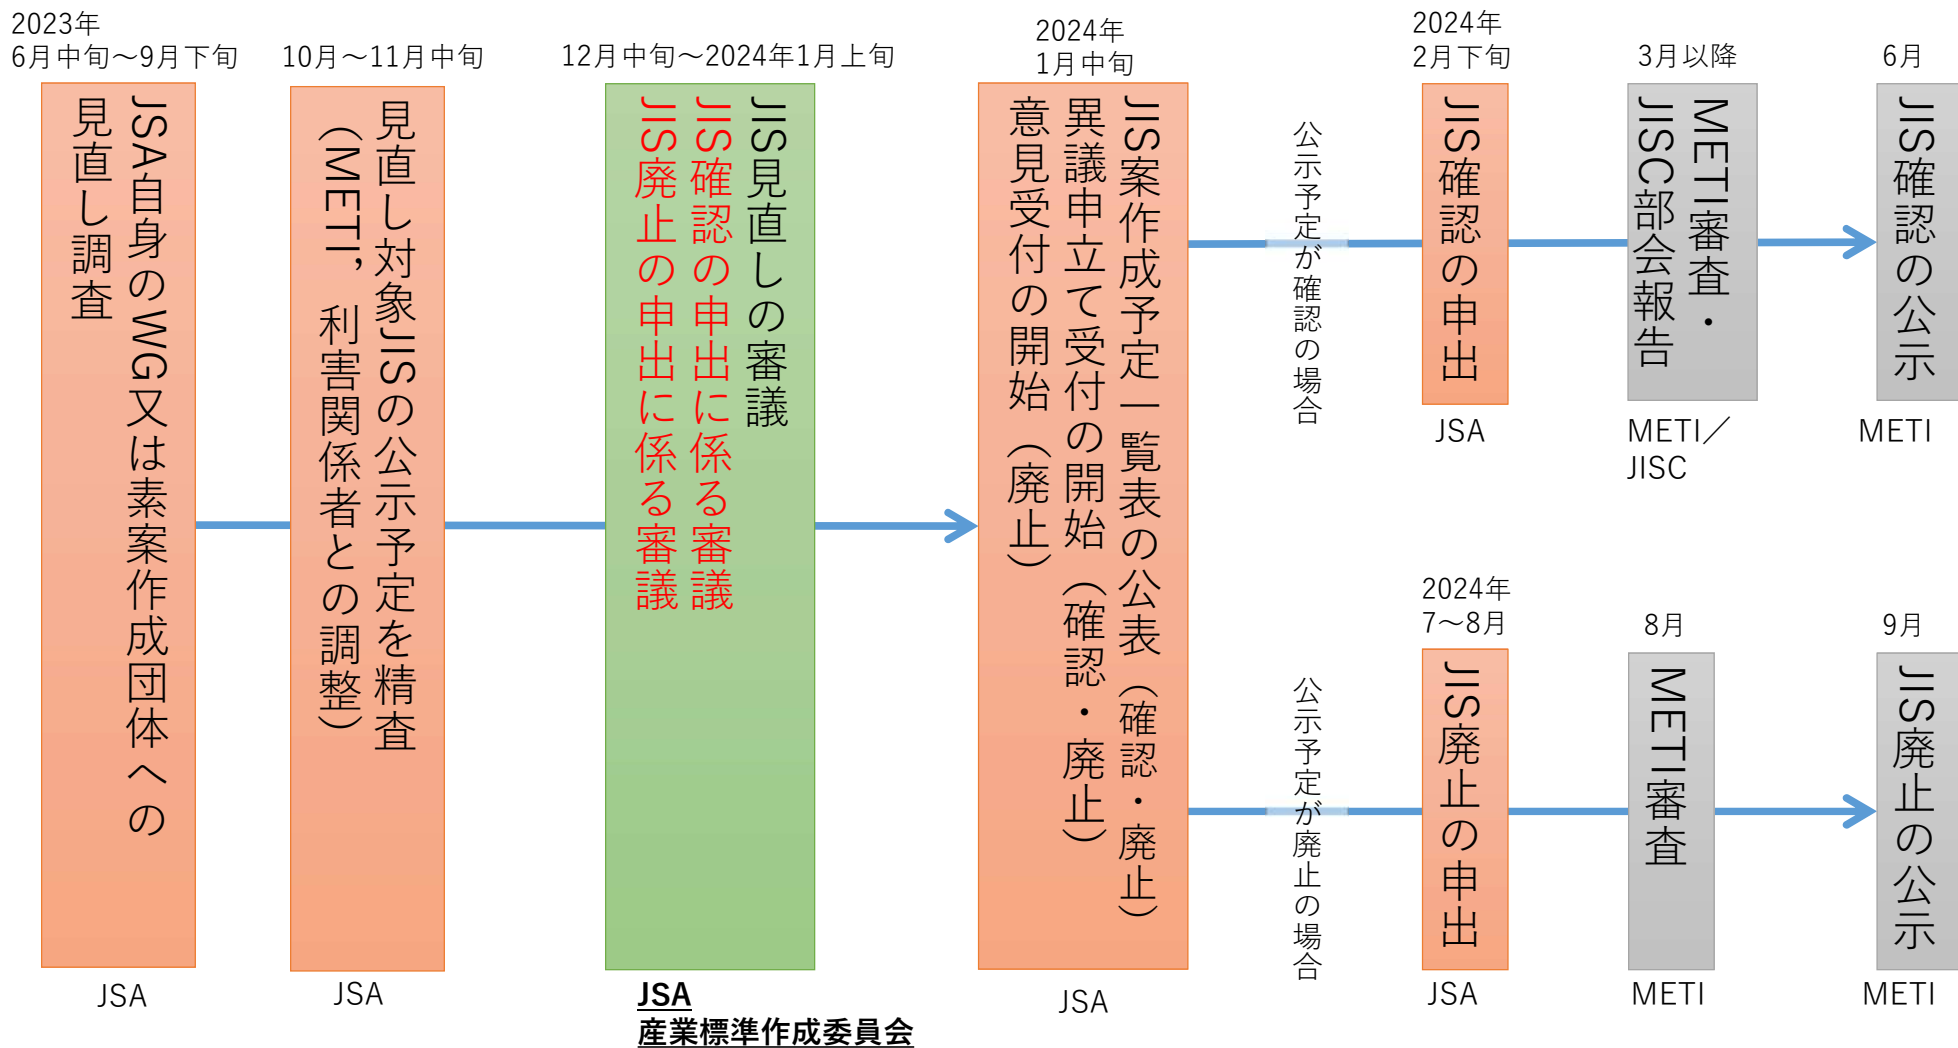 2023年
6月中旬～9月下旬
JSA自身のWG又は素案作成団体への
見直し調査
JSA
10月～11月中旬
見直し対象JISの公示予定を精査
（METI，利害関係者との調整）
JSA
12月中旬～2024年1月上旬
JIS見直しの審議
JIS確認の申出に係る審議
JIS廃止の申出に係る審議
JSA
産業標準作成委員会
2024年
1月中旬
JIS案作成予定一覧表の公表（確認・廃止）
異議申立て受付の開始（確認・廃止）
意見受付の開始（廃止）
JSA
公示予定が確認の場合
2024年
2月下旬
JIS確認の申出
JSA
3月以降
METI審査・
JISC部会報告
METI／
JISC
6月
JIS確認の公示
METI
公示予定が廃止の場合
2024年
7～8月
JIS廃止の申出
JSA
8月
METI審査
METI
9月
JIS廃止の公示
METI